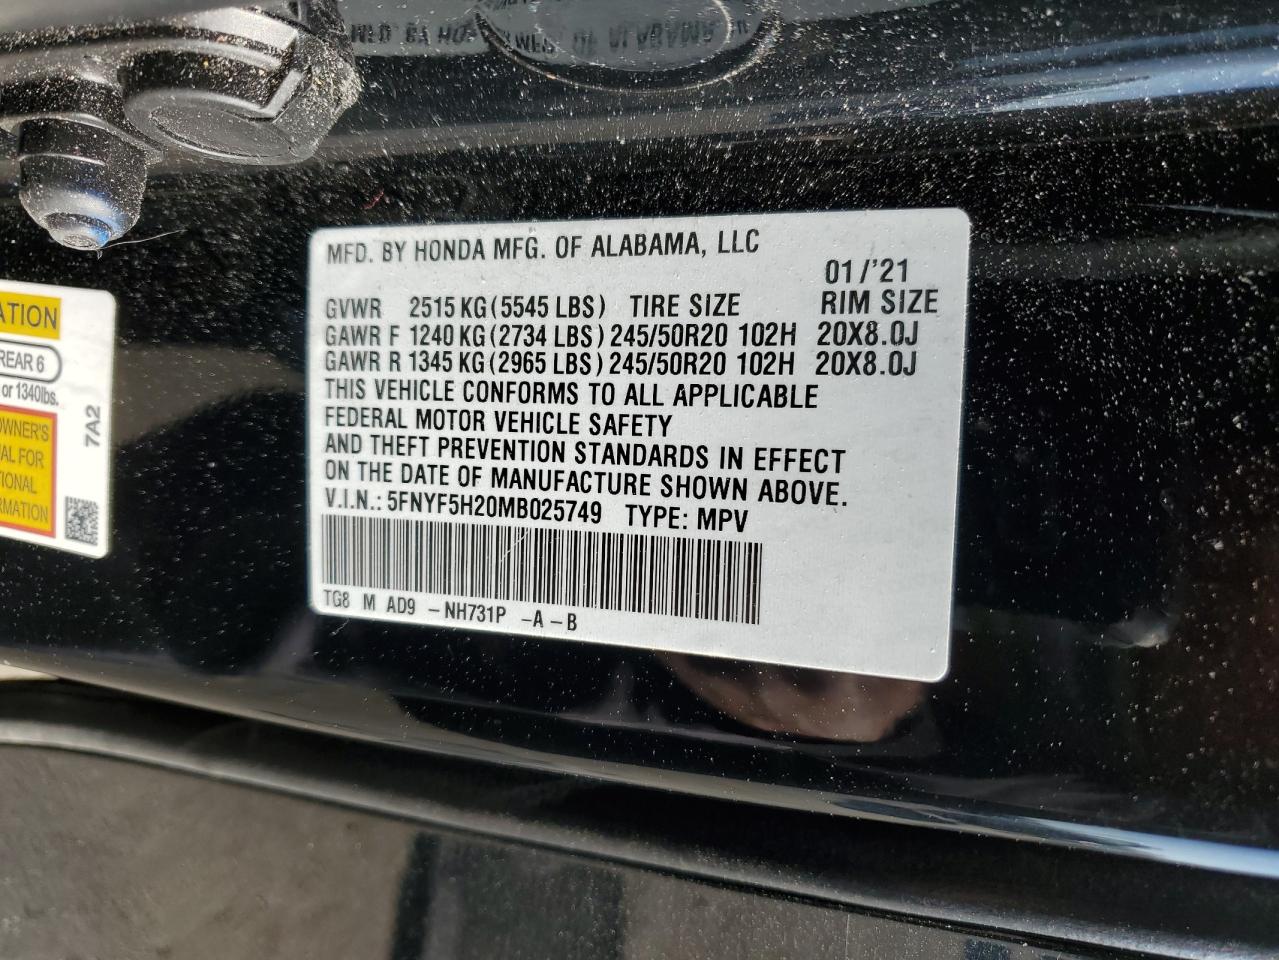 MFD. BY HONDA MFG. OF ALABAMA, LLC
01/'21
GVWR 2515 KG (5545 LBS) TIRE SIZE RIM SIZE
GAWR F 1240 KG (2734 LBS) 245/50R20 102H 20X8.0J
GAWR R 1345 KG (2965 LBS) 245/50R20 102H 20X8.0J
THIS VEHICLE CONFORMS TO ALL APPLICABLE
FEDERAL MOTOR VEHICLE SAFETY
AND THEFT PREVENTION STANDARDS IN EFFECT
ON THE DATE OF MANUFACTURE SHOWN ABOVE.
V.I.N.: 5FNYF5H20MB025749 TYPE: MPV
TG8 M AD9 -NH731P -A -B
ATION
REAR 6
or 1340lbs.
OWNER'S
UAL FOR
TIONAL
RMATION
7A2